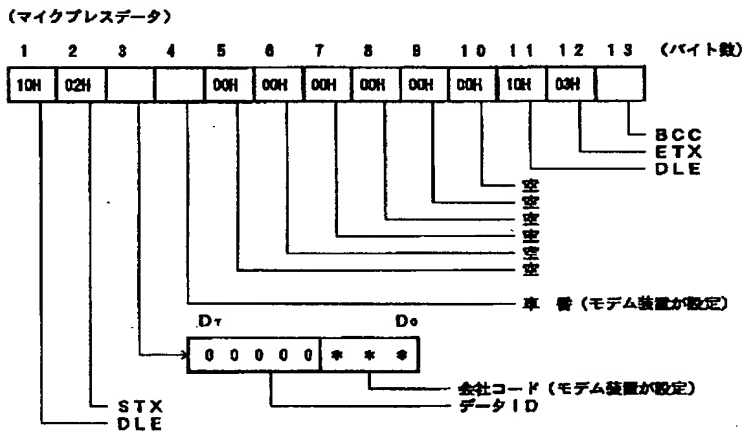 (マイクプレスデータ)
1 2 3 4 5 6 7 8 9 10 11 12 13 (バイト数)
10H 02H 00H 00H 00H 00H 00H 00H 10H 03H
BCC
ETX
DLE
空
空
空
空
空
空
車 番(モデム装置が設定)
D7 D0
0 0 0 0 0 * * *
会社コード(モデム装置が設定)
データID
STX
DLE